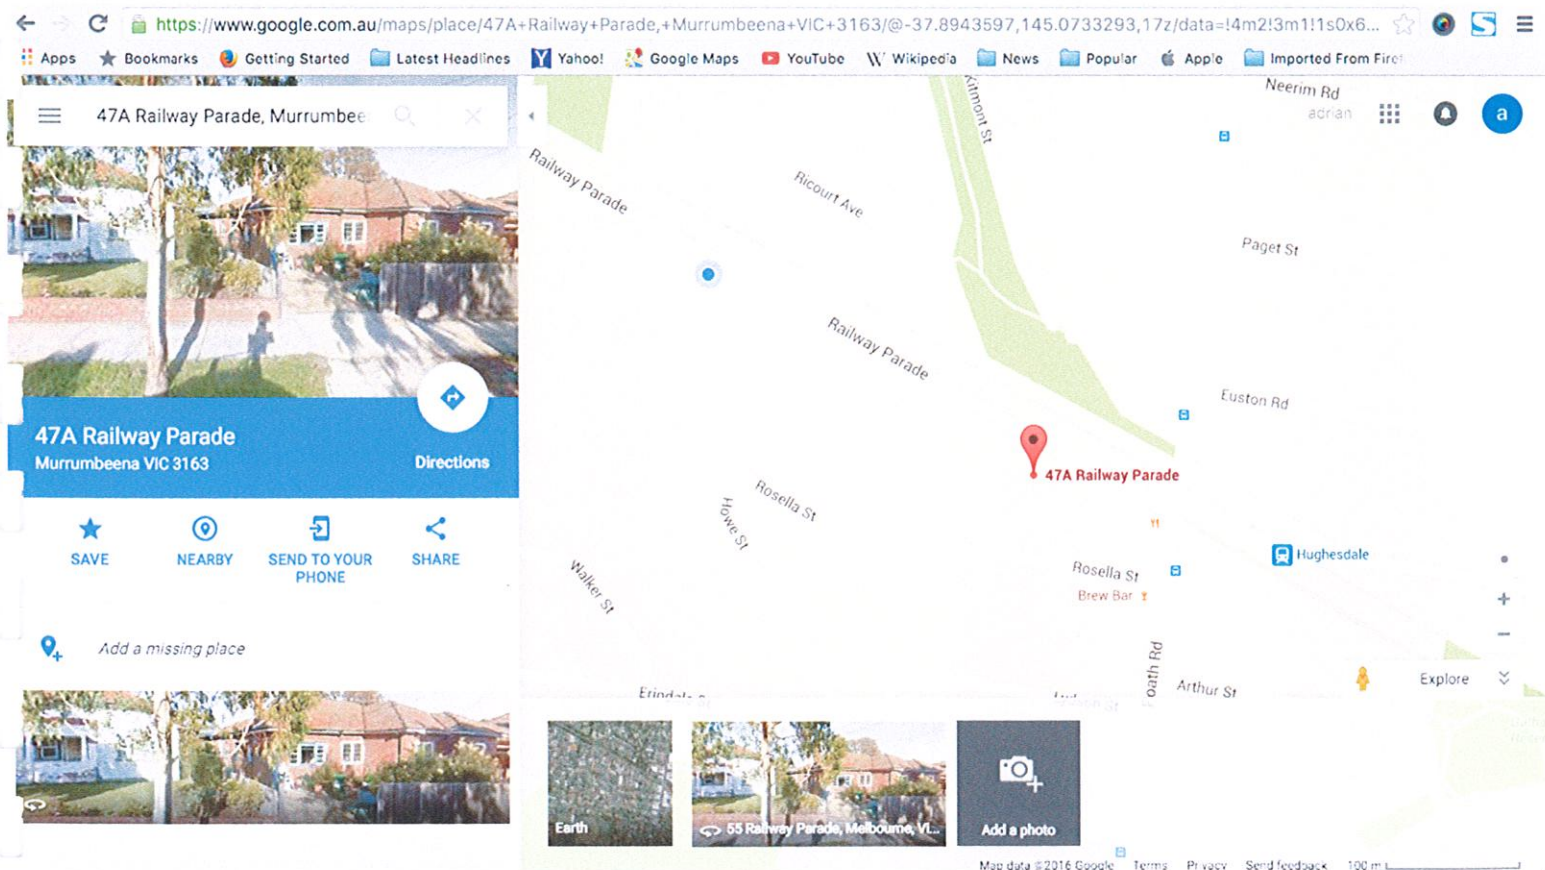 https://www.google.com.au/maps/place/47A+Railway+Parade,+Murrumbeena+VIC+3163/@-37.8943597,145.0733293,17z/data=!4m2!3m1!1s0x6...
Apps Bookmarks Getting Started Latest Headlines Yahoo! Google Maps YouTube Wikipedia News Popular Apple Imported From Firef
47A Railway Parade, Murrumbee
adrian
a
Neerim Rd
Kitmont St
Railway Parade
Ricourt Ave
Paget St
Railway Parade
Euston Rd
47A Railway Parade
Murrumbeena VIC 3163
Directions
47A Railway Parade
Rosella St
Howe St
SAVE
NEARBY
SEND TO YOUR
PHONE
SHARE
Walker St
Hughesdale
Rosella St
Brew Bar
Add a missing place
Arthur St
Explore
Earth
55 Railway Parade, Melbourne, Vi...
Add a photo
Map data ©2016 Google Terms Privacy Send feedback 100 m